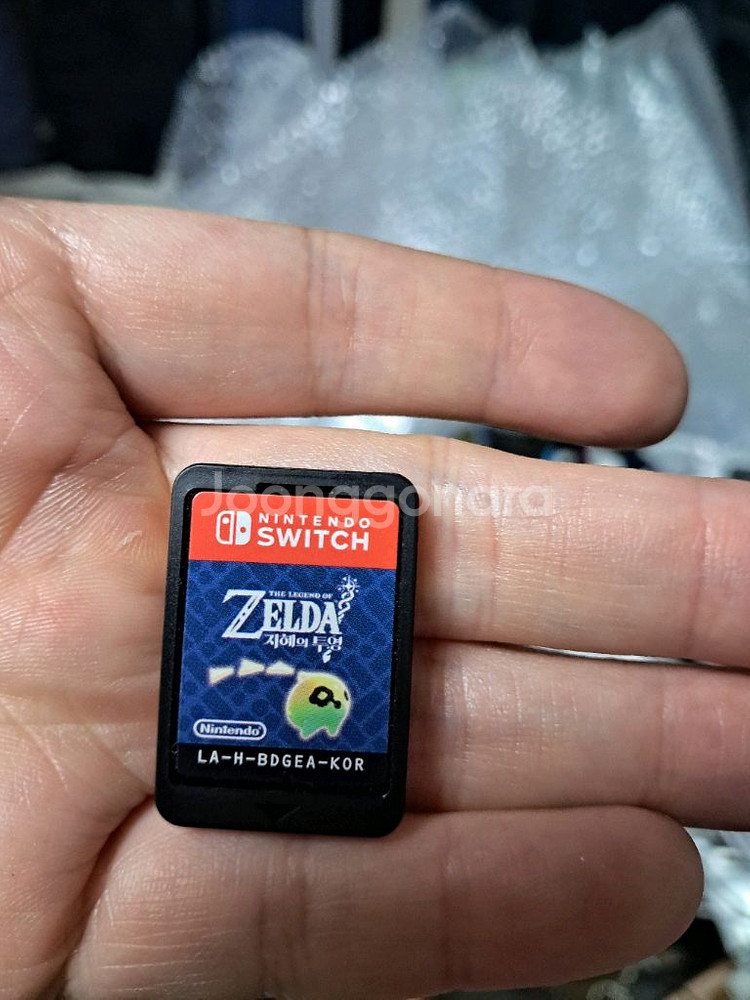 Joonggonara
NINTENDO
SWITCH
THE LEGEND OF
ZELDA
지혜의 투영
Nintendo
LA-H-BDGEA-KOR